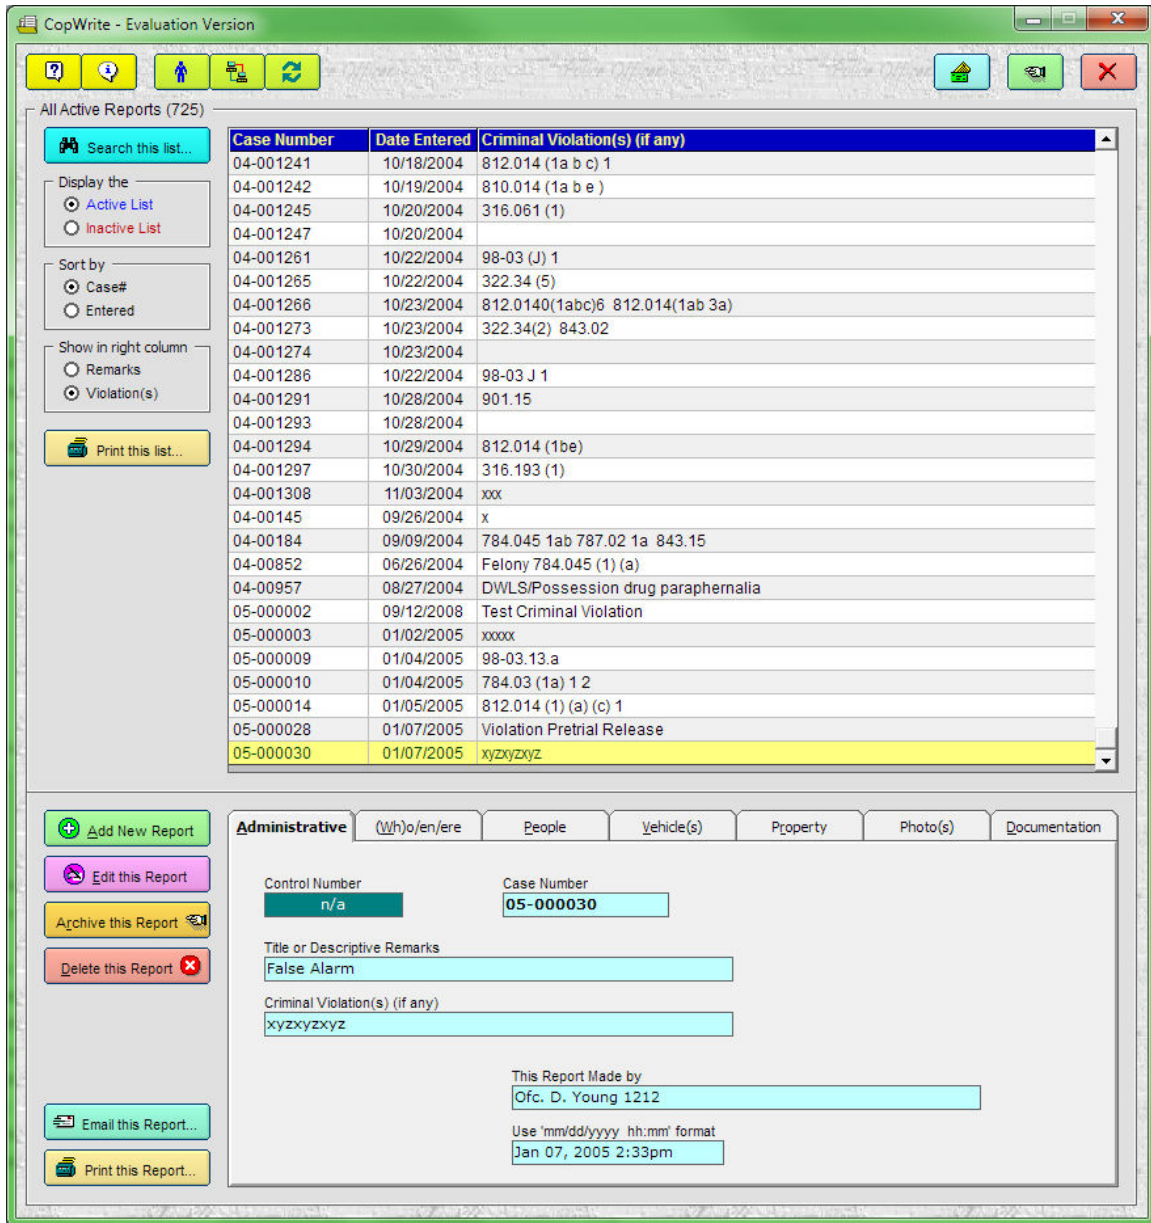 CopWrite - Evaluation Version
All Active Reports (725)
Search this list...
Display the
Active List
Inactive List
Sort by
Case#
Entered
Show in right column
Remarks
Violation(s)
Print this list...
Case Number Date Entered Criminal Violation(s) (if any)
04-001241 10/18/2004 812.014 (1a b c) 1
04-001242 10/19/2004 810.014 (1a b e )
04-001245 10/20/2004 316.061 (1)
04-001247 10/20/2004
04-001261 10/22/2004 98-03 (J) 1
04-001265 10/22/2004 322.34 (5)
04-001266 10/23/2004 812.0140(1abc)6 812.014(1ab 3a)
04-001273 10/23/2004 322.34(2) 843.02
04-001274 10/23/2004
04-001286 10/22/2004 98-03 J 1
04-001291 10/28/2004 901.15
04-001293 10/28/2004
04-001294 10/29/2004 812.014 (1be)
04-001297 10/30/2004 316.193 (1)
04-001308 11/03/2004 xxx
04-00145 09/26/2004 x
04-00184 09/09/2004 784.045 1ab 787.02 1a 843.15
04-00852 06/26/2004 Felony 784.045 (1) (a)
04-00957 08/27/2004 DWLS/Possession drug paraphernalia
05-000002 09/12/2008 Test Criminal Violation
05-000003 01/02/2005 xxxxx
05-000009 01/04/2005 98-03.13.a
05-000010 01/04/2005 784.03 (1a) 1 2
05-000014 01/05/2005 812.014 (1) (a) (c) 1
05-000028 01/07/2005 Violation Pretrial Release
05-000030 01/07/2005 xyzxyzxyz
Add New Report
Edit this Report
Archive this Report
Delete this Report
Email this Report...
Print this Report...
Administrative (Wh)o/en/ere People Vehicle(s) Property Photo(s) Documentation
Control Number Case Number
n/a 05-000030
Title or Descriptive Remarks
False Alarm
Criminal Violation(s) (if any)
xyzxyzxyz
This Report Made by
Ofc. D. Young 1212
Use 'mm/dd/yyyy hh:mm' format
Jan 07, 2005 2:33pm